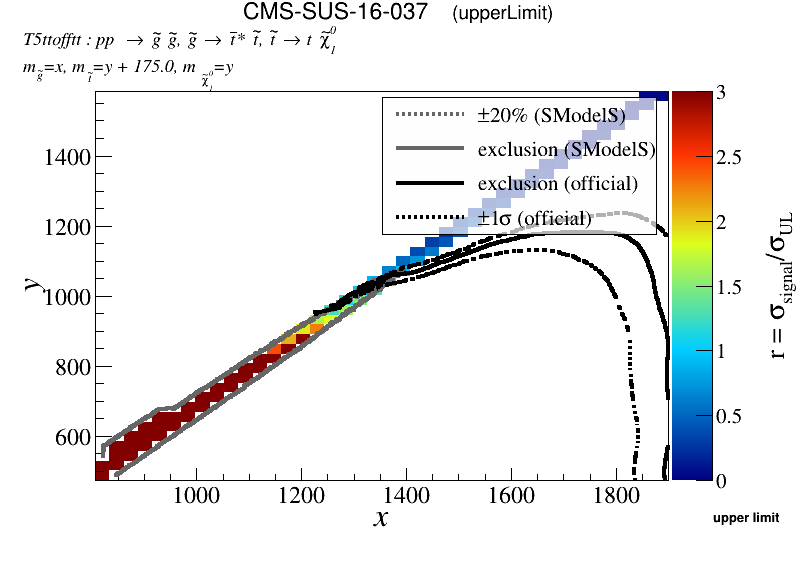 CMS-SUS-16-037 (upperLimit)
T5ttofftt : pp → g̃ g̃, g̃ → t̄* t̃, t̃ → t χ̃₁⁰
m_g̃=x, m_t̃=y + 175.0, m_χ̃₁⁰=y
±20% (SModelS)
exclusion (SModelS)
exclusion (official)
±1σ (official)
y
1400
1200
1000
800
600
1000 1200 1400 1600 1800
x
3
2.5
2
1.5
1
0.5
0
r = σ_signal/σ_UL
upper limit